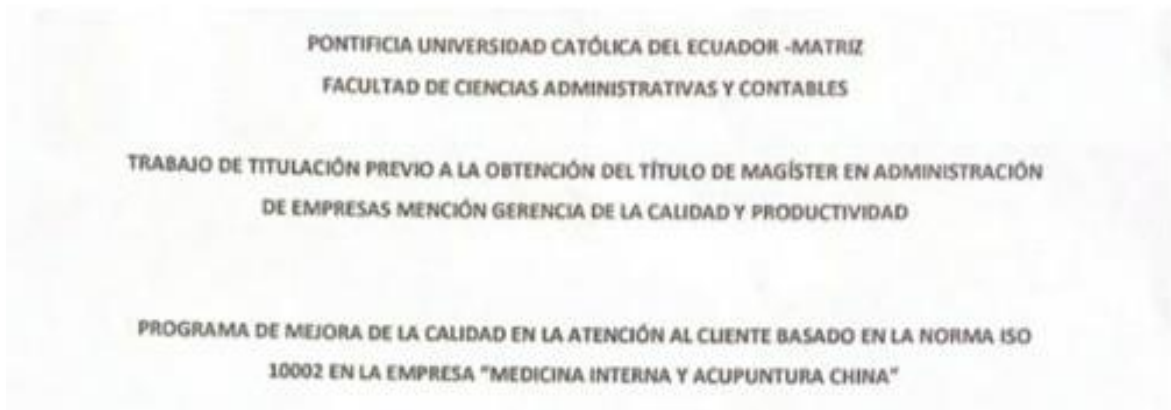 PONTIFICIA UNIVERSIDAD CATÓLICA DEL ECUADOR -MATRIZ
FACULTAD DE CIENCIAS ADMINISTRATIVAS Y CONTABLES
TRABAJO DE TITULACIÓN PREVIO A LA OBTENCIÓN DEL TÍTULO DE MAGÍSTER EN ADMINISTRACIÓN
DE EMPRESAS MENCIÓN GERENCIA DE LA CALIDAD Y PRODUCTIVIDAD
PROGRAMA DE MEJORA DE LA CALIDAD EN LA ATENCIÓN AL CLIENTE BASADO EN LA NORMA ISO
10002 EN LA EMPRESA "MEDICINA INTERNA Y ACUPUNTURA CHINA"